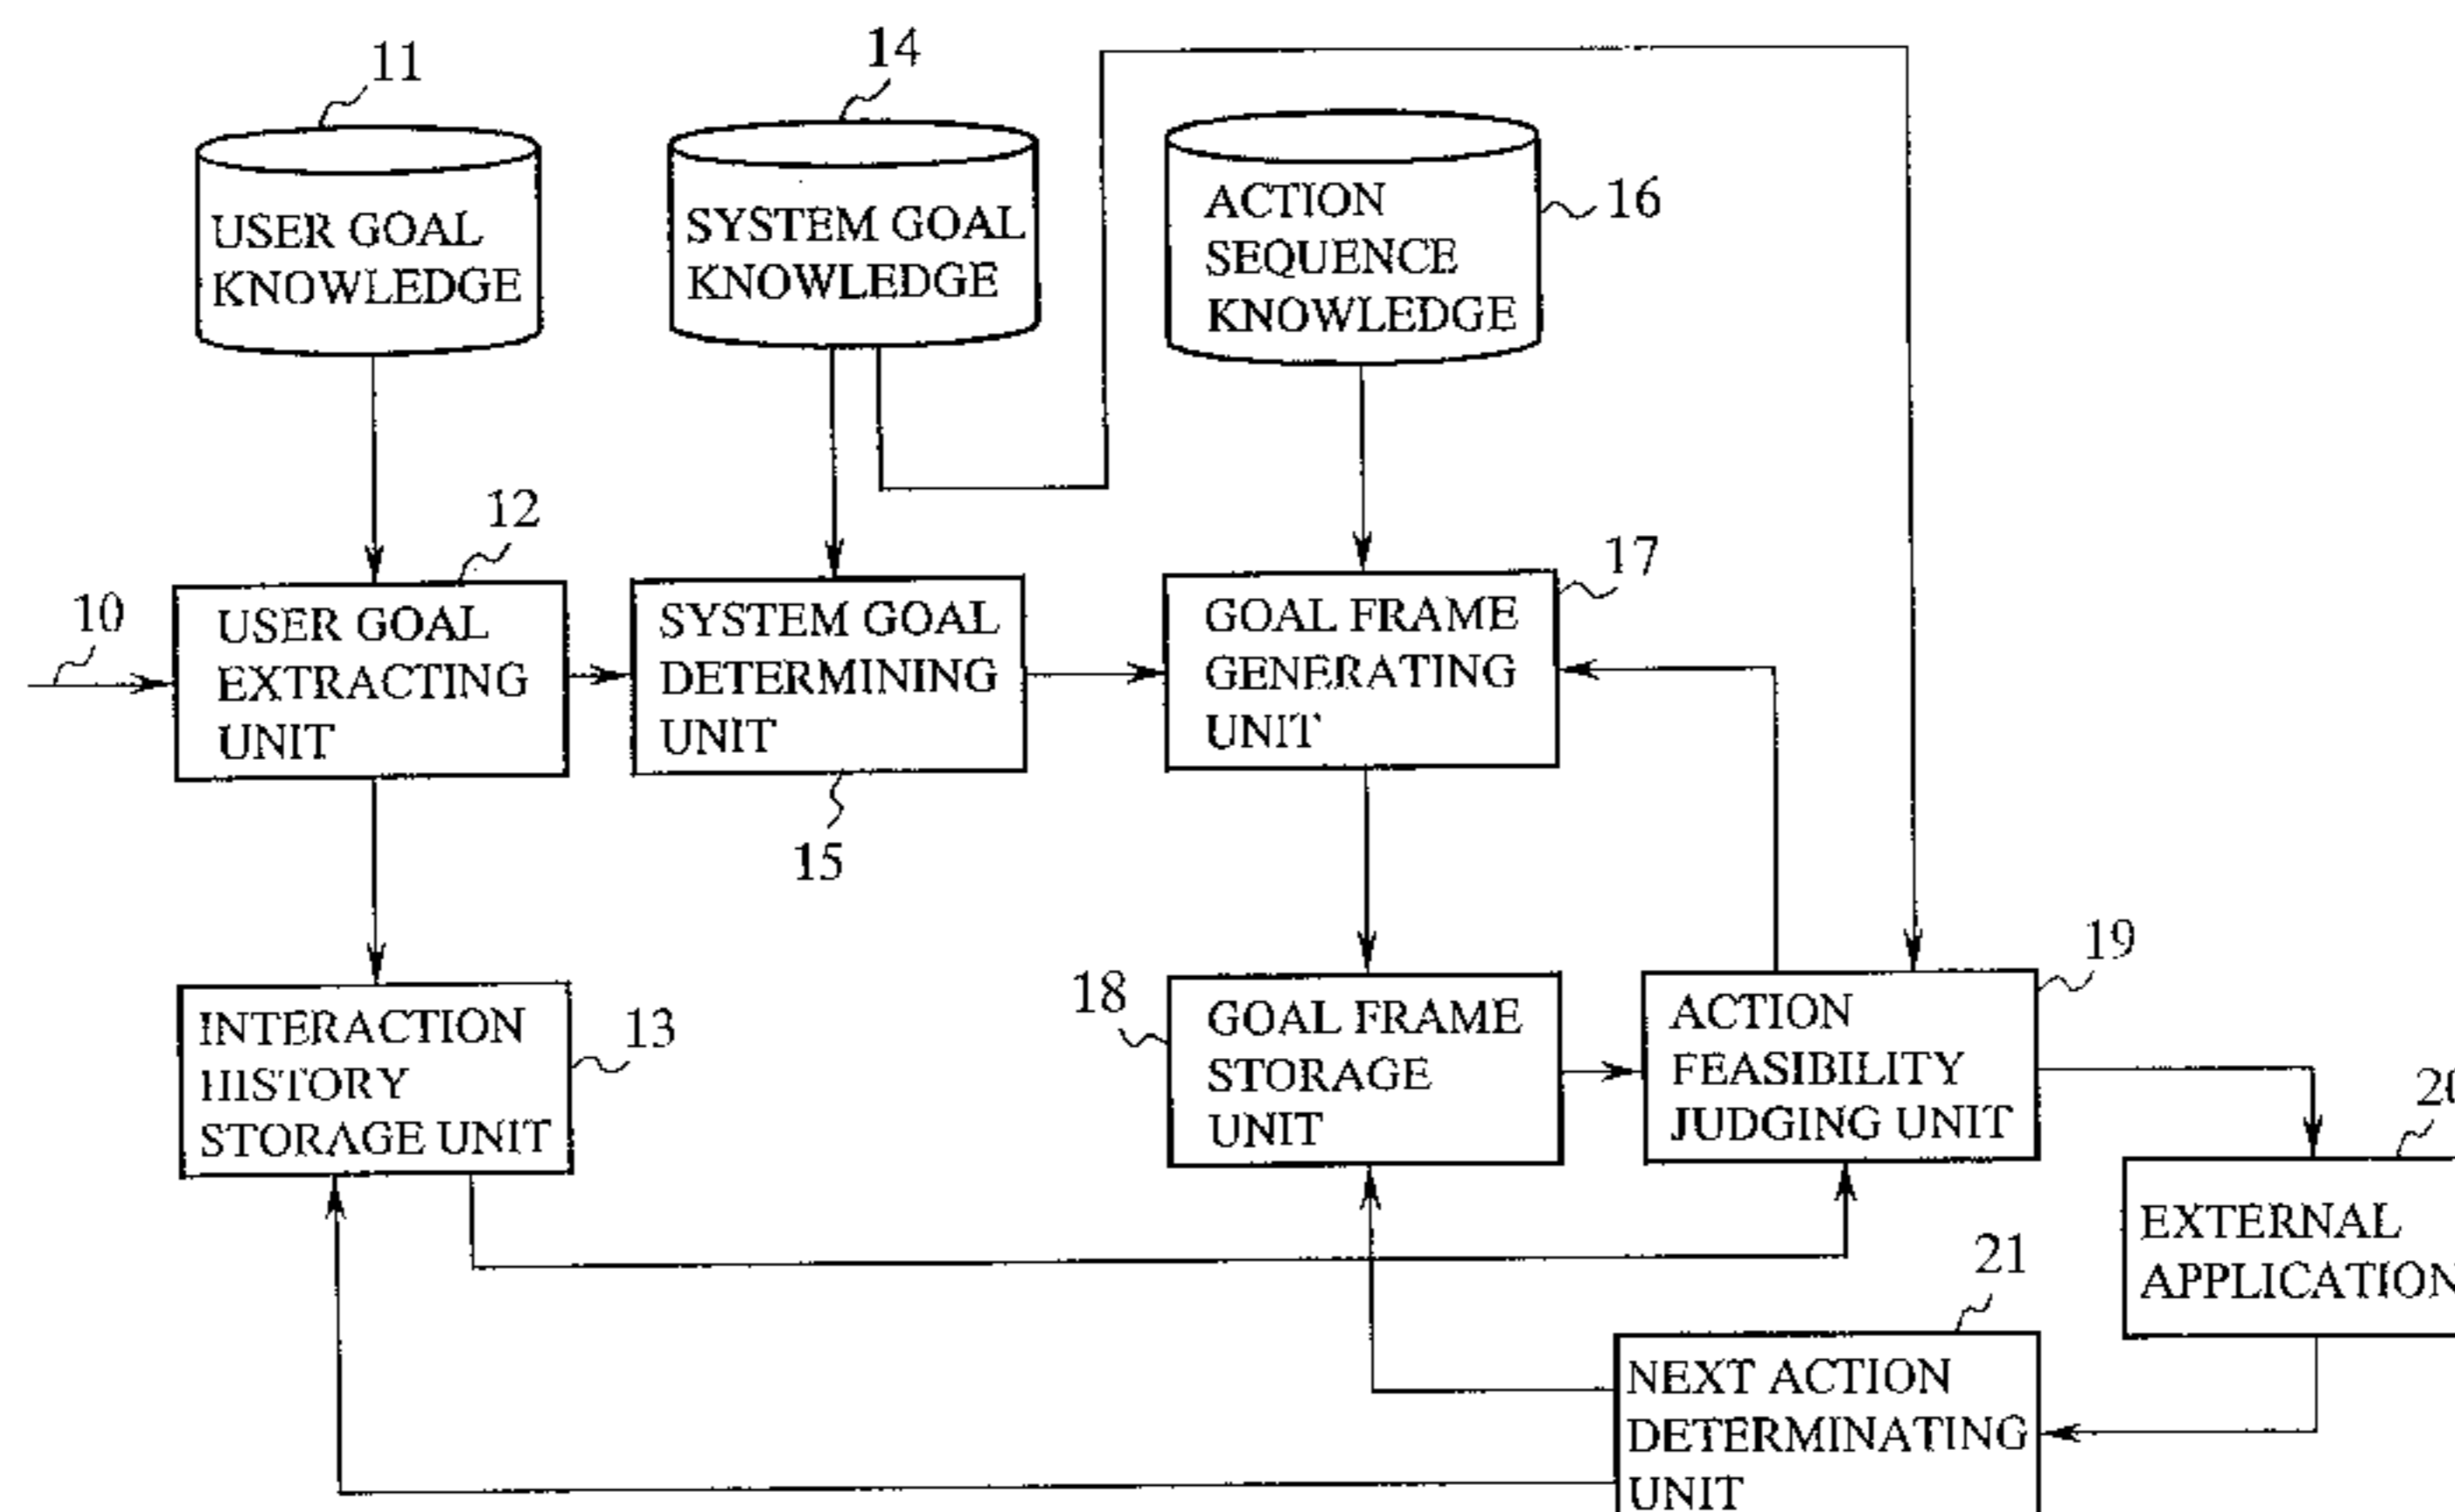 11
14
USER GOAL
KNOWLEDGE
SYSTEM GOAL
KNOWLEDGE
ACTION
SEQUENCE
KNOWLEDGE
16
10
12
USER GOAL
EXTRACTING
UNIT
SYSTEM GOAL
DETERMINING
UNIT
15
GOAL FRAME
GENERATING
UNIT
17
INTERACTION
HISTORY
STORAGE UNIT
13
18
GOAL FRAME
STORAGE
UNIT
ACTION
FEASIBILITY
JUDGING UNIT
19
20
EXTERNAL
APPLICATION
21
NEXT ACTION
DETERMINATING
UNIT